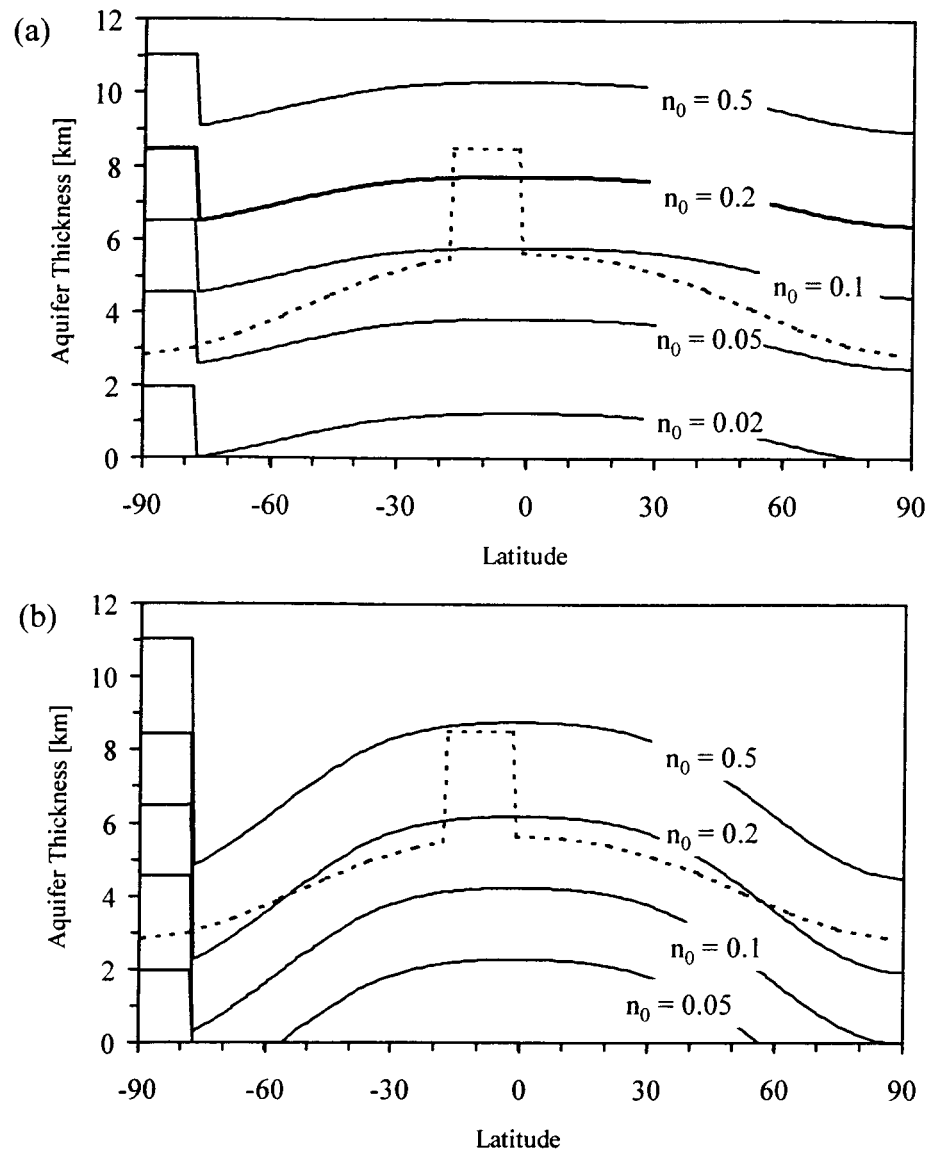 (a)
12
10
8
6
4
2
0
Aquifer Thickness [km]
n₀ = 0.5
n₀ = 0.2
n₀ = 0.1
n₀ = 0.05
n₀ = 0.02
-90 -60 -30 0 30 60 90
Latitude
(b)
12
10
8
6
4
2
0
Aquifer Thickness [km]
n₀ = 0.5
n₀ = 0.2
n₀ = 0.1
n₀ = 0.05
-90 -60 -30 0 30 60 90
Latitude